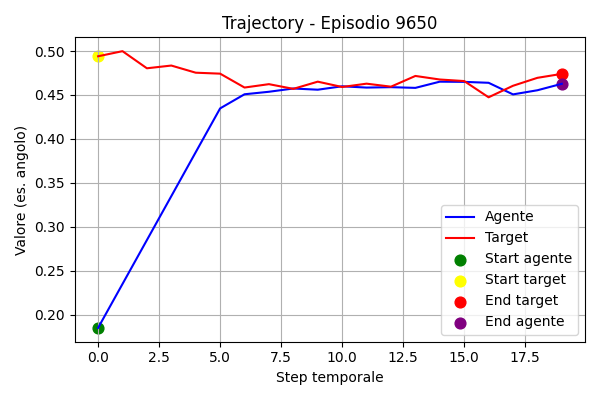 Trajectory - Episodio 9650
Valore (es. angolo)
0.50
0.45
0.40
0.35
0.30
0.25
0.20
Agente
Target
Start agente
Start target
End target
End agente
0.0 2.5 5.0 7.5 10.0 12.5 15.0 17.5
Step temporale